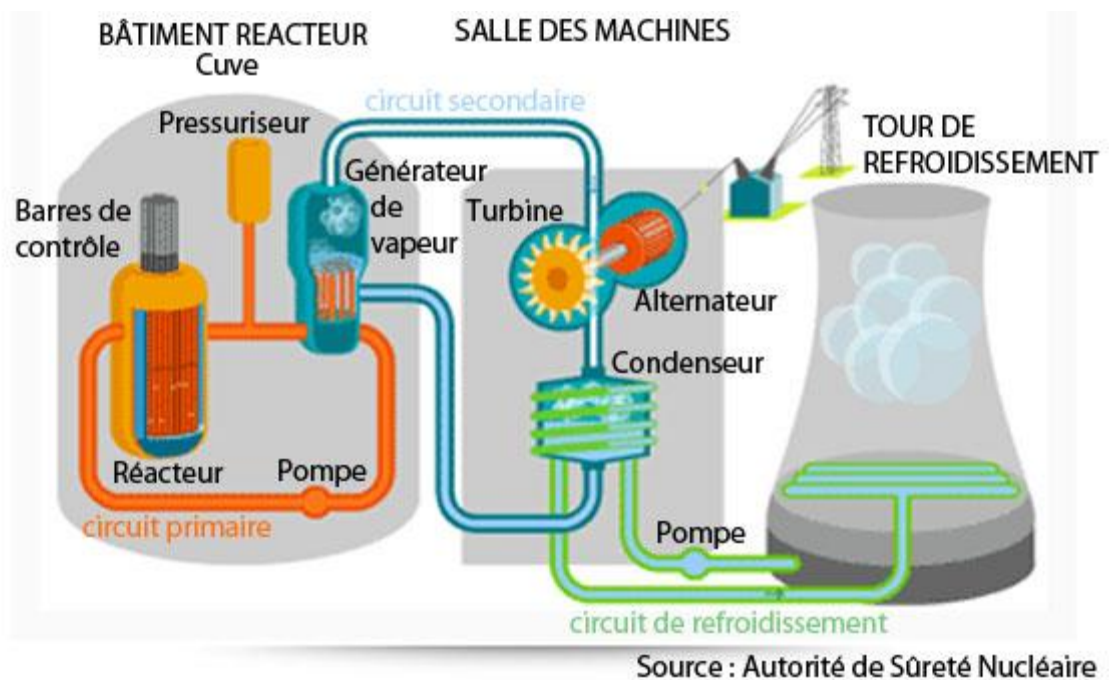 BÂTIMENT REACTEUR
Cuve
SALLE DES MACHINES
circuit secondaire
Pressuriseur
TOUR DE
REFROIDISSEMENT
Générateur
de
vapeur
Barres de
contrôle
Turbine
Alternateur
Condenseur
Réacteur
Pompe
circuit primaire
Pompe
circuit de refroidissement
Source : Autorité de Sûreté Nucléaire